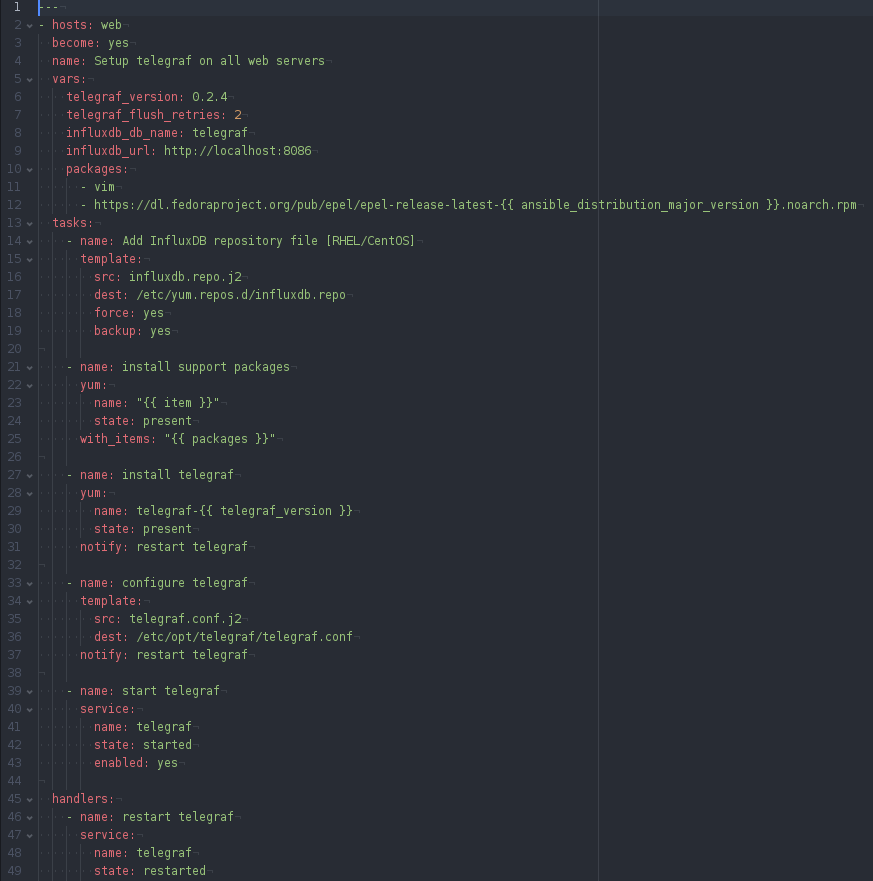 1 ---
2 - hosts: web
3   become: yes
4   name: Setup telegraf on all web servers
5   vars:
6     telegraf_version: 0.2.4
7     telegraf_flush_retries: 2
8     influxdb_db_name: telegraf
9     influxdb_url: http://localhost:8086
10     packages:
11       - vim
12       - https://dl.fedoraproject.org/pub/epel/epel-release-latest-{{ ansible_distribution_major_version }}.noarch.rpm
13   tasks:
14     - name: Add InfluxDB repository file [RHEL/CentOS]
15       template:
16         src: influxdb.repo.j2
17         dest: /etc/yum.repos.d/influxdb.repo
18         force: yes
19         backup: yes
20
21     - name: install support packages
22       yum:
23         name: "{{ item }}"
24         state: present
25       with_items: "{{ packages }}"
26
27     - name: install telegraf
28       yum:
29         name: telegraf-{{ telegraf_version }}
30         state: present
31       notify: restart telegraf
32
33     - name: configure telegraf
34       template:
35         src: telegraf.conf.j2
36         dest: /etc/opt/telegraf/telegraf.conf
37       notify: restart telegraf
38
39     - name: start telegraf
40       service:
41         name: telegraf
42         state: started
43         enabled: yes
44
45   handlers:
46     - name: restart telegraf
47       service:
48         name: telegraf
49         state: restarted